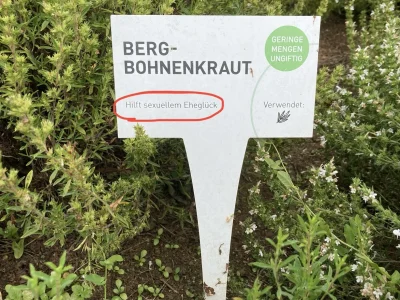 BERG-
BOHNENKRAUT
GERINGE
MENGEN
UNGIFTIG
Hilft sexuellem Eheglück
Verwendet: